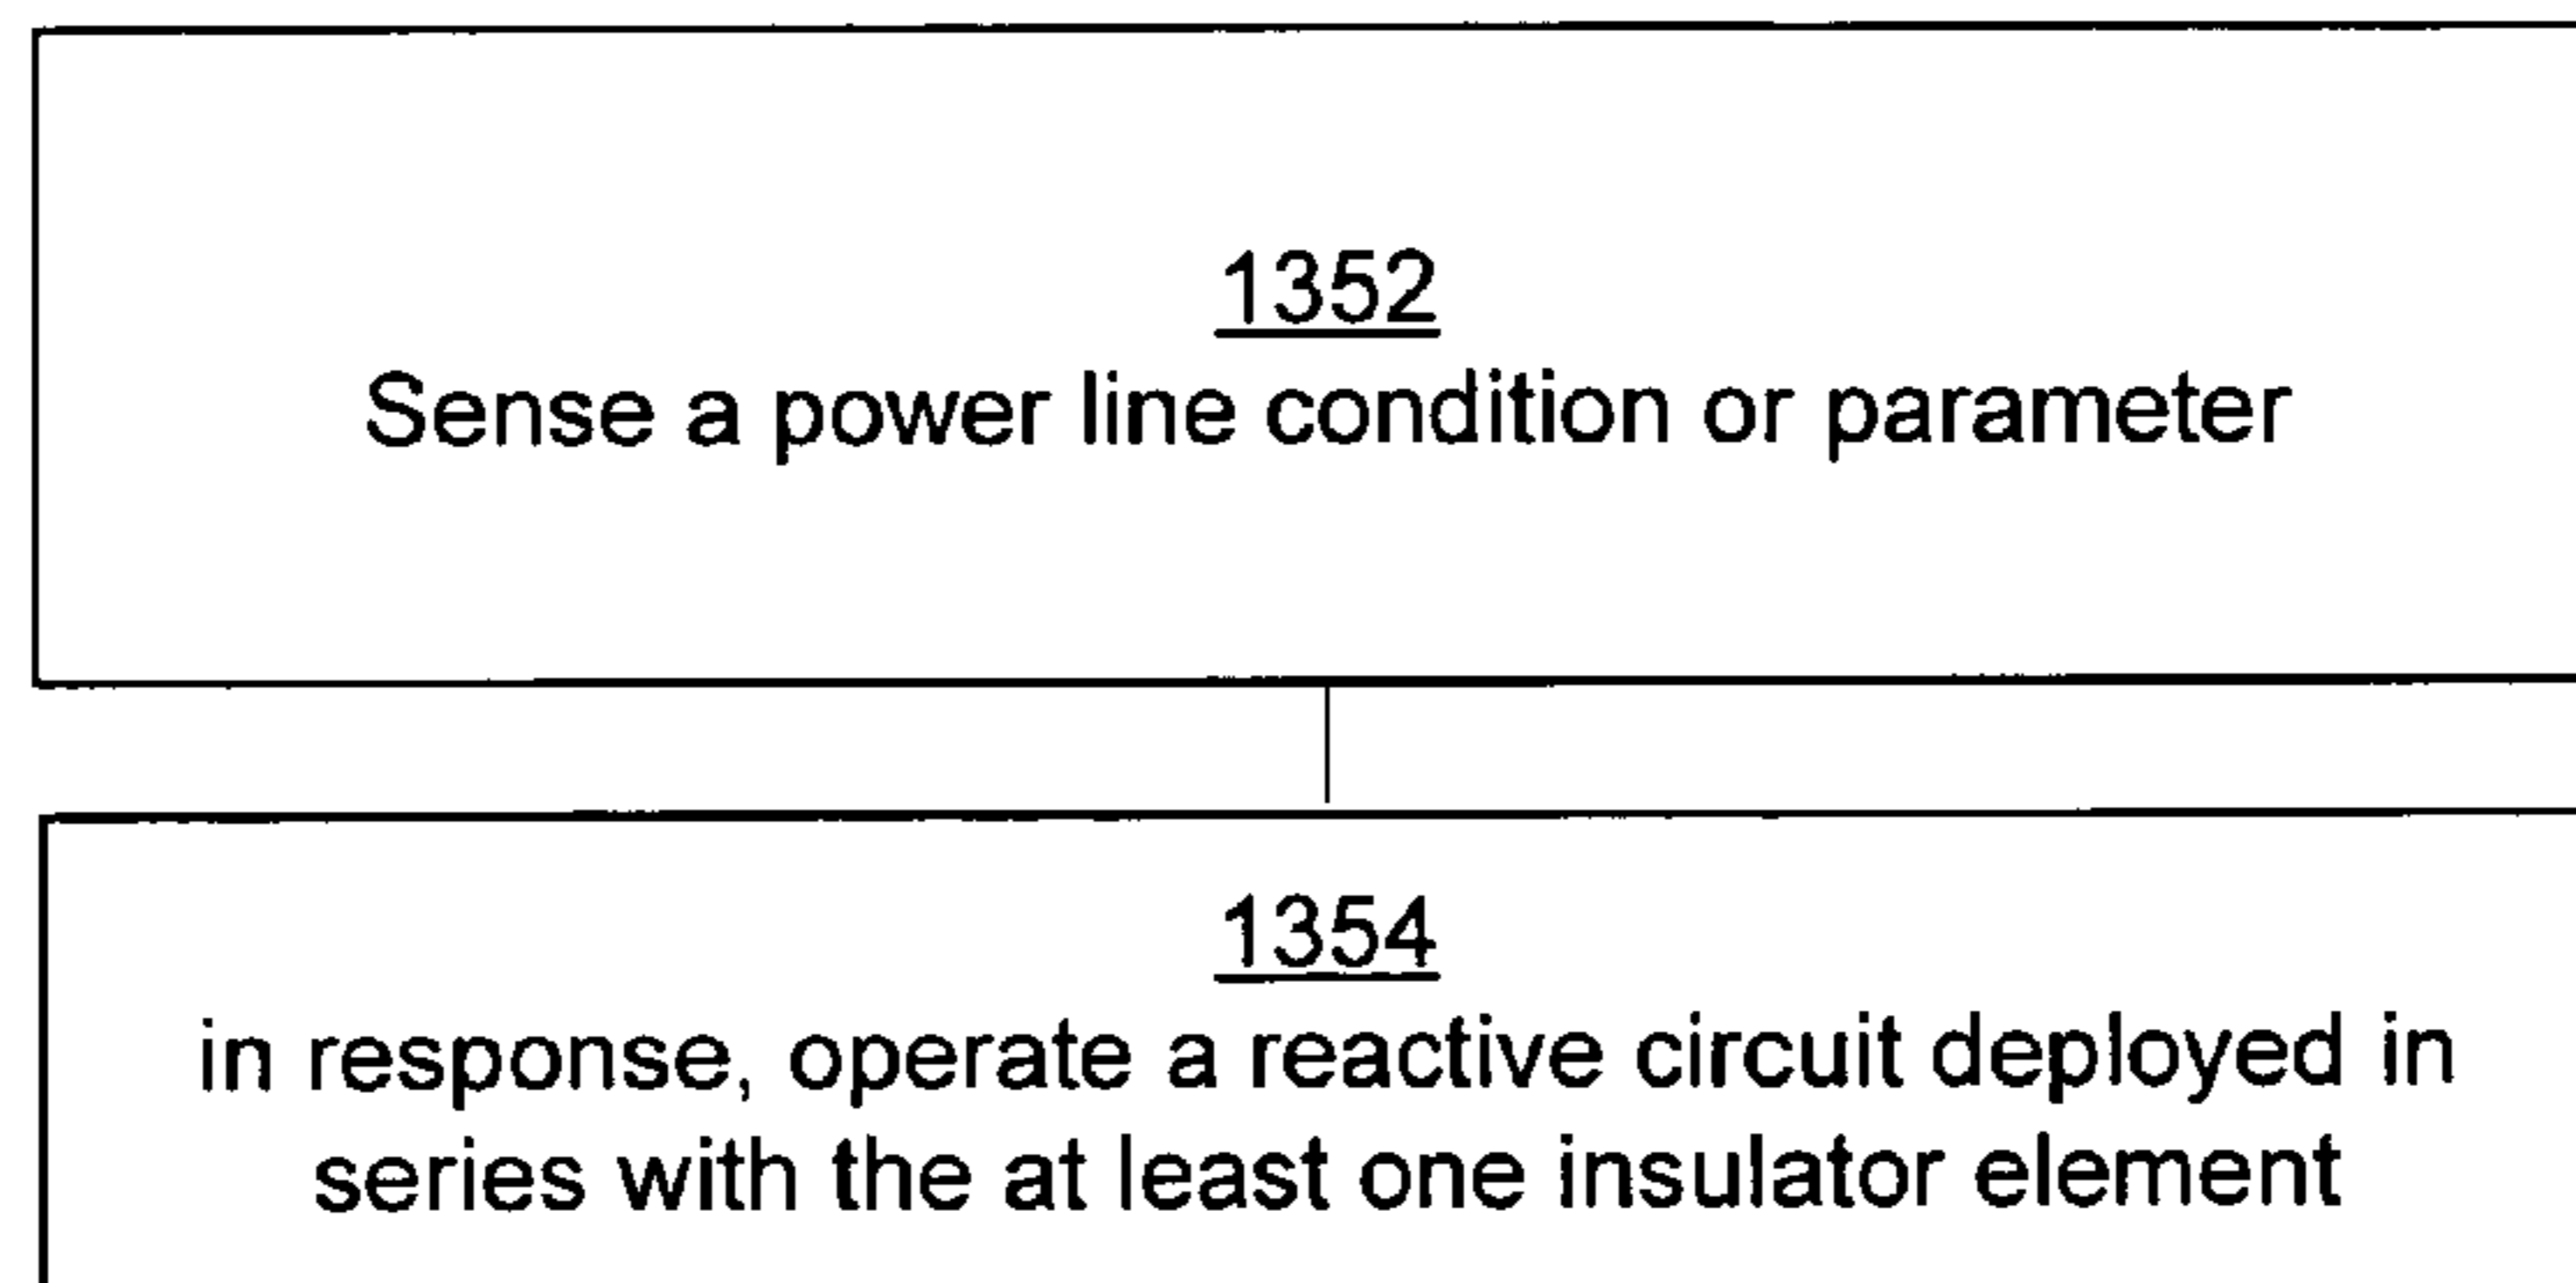 1352
Sense a power line condition or parameter
1354
in response, operate a reactive circuit deployed in
series with the at least one insulator element